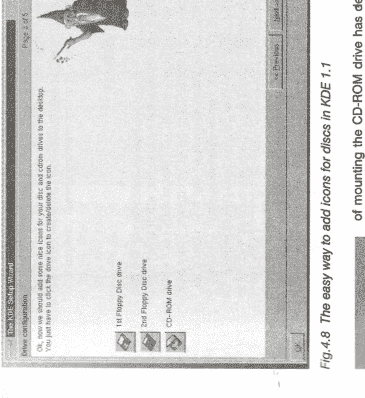 The KDE Setup Wizard
Drive configuration
Page 3 of 5
Ok, now we should add some nice icons for your disc and cdrom drives to the desktop.
You just have to click the drive icon to create/delete the icon.
1st Floppy Disc drive
2nd Floppy Disc drive
CD-ROM drive
OK
<< Previous
Next
Fig.4.8 The easy way to add icons for discs in KDE 1.1
of mounting the CD-ROM drive has de